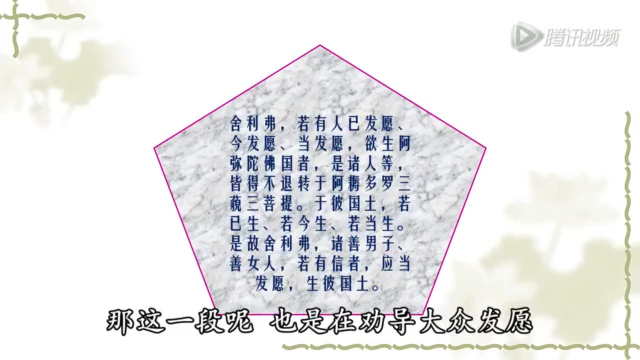 腾讯视频
舍利弗，若有人已发愿、
今发愿、当发愿，欲生阿
弥陀佛国者，是诸人等，
皆得不退转于阿耨多罗三
藐三菩提。于彼国土，若
已生、若今生、若当生。
是故舍利弗，诸善男子、
善女人，若有信者，应当
发愿，生彼国土。
那这一段呢 也是在劝导大众发愿